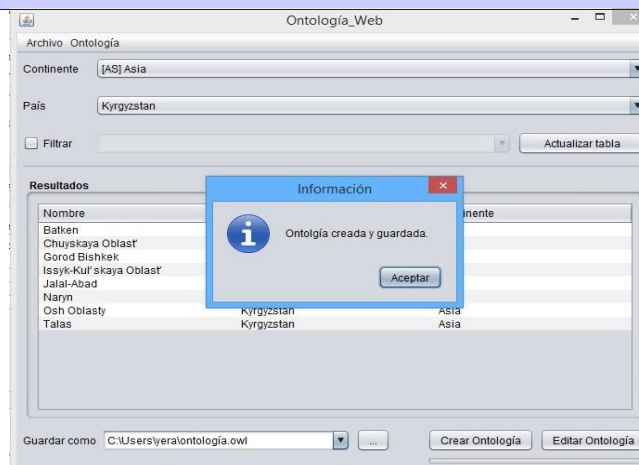 Ontología_Web
Archivo Ontología
Continente [AS] Asia
País Kyrgyzstan
Filtrar Actualizar tabla
Resultados
Información
Ontolgía creada y guardada.
Aceptar
Nombre inente
Batken
Chuyskaya Oblast'
Gorod Bishkek
Issyk-Kul' skaya Oblast'
Jalal-Abad
Naryn
Osh Oblasty Kyrgyzstan Asia
Talas Kyrgyzstan Asia
Guardar como C:\Users\yera\ontología.owl ... Crear Ontología Editar Ontología